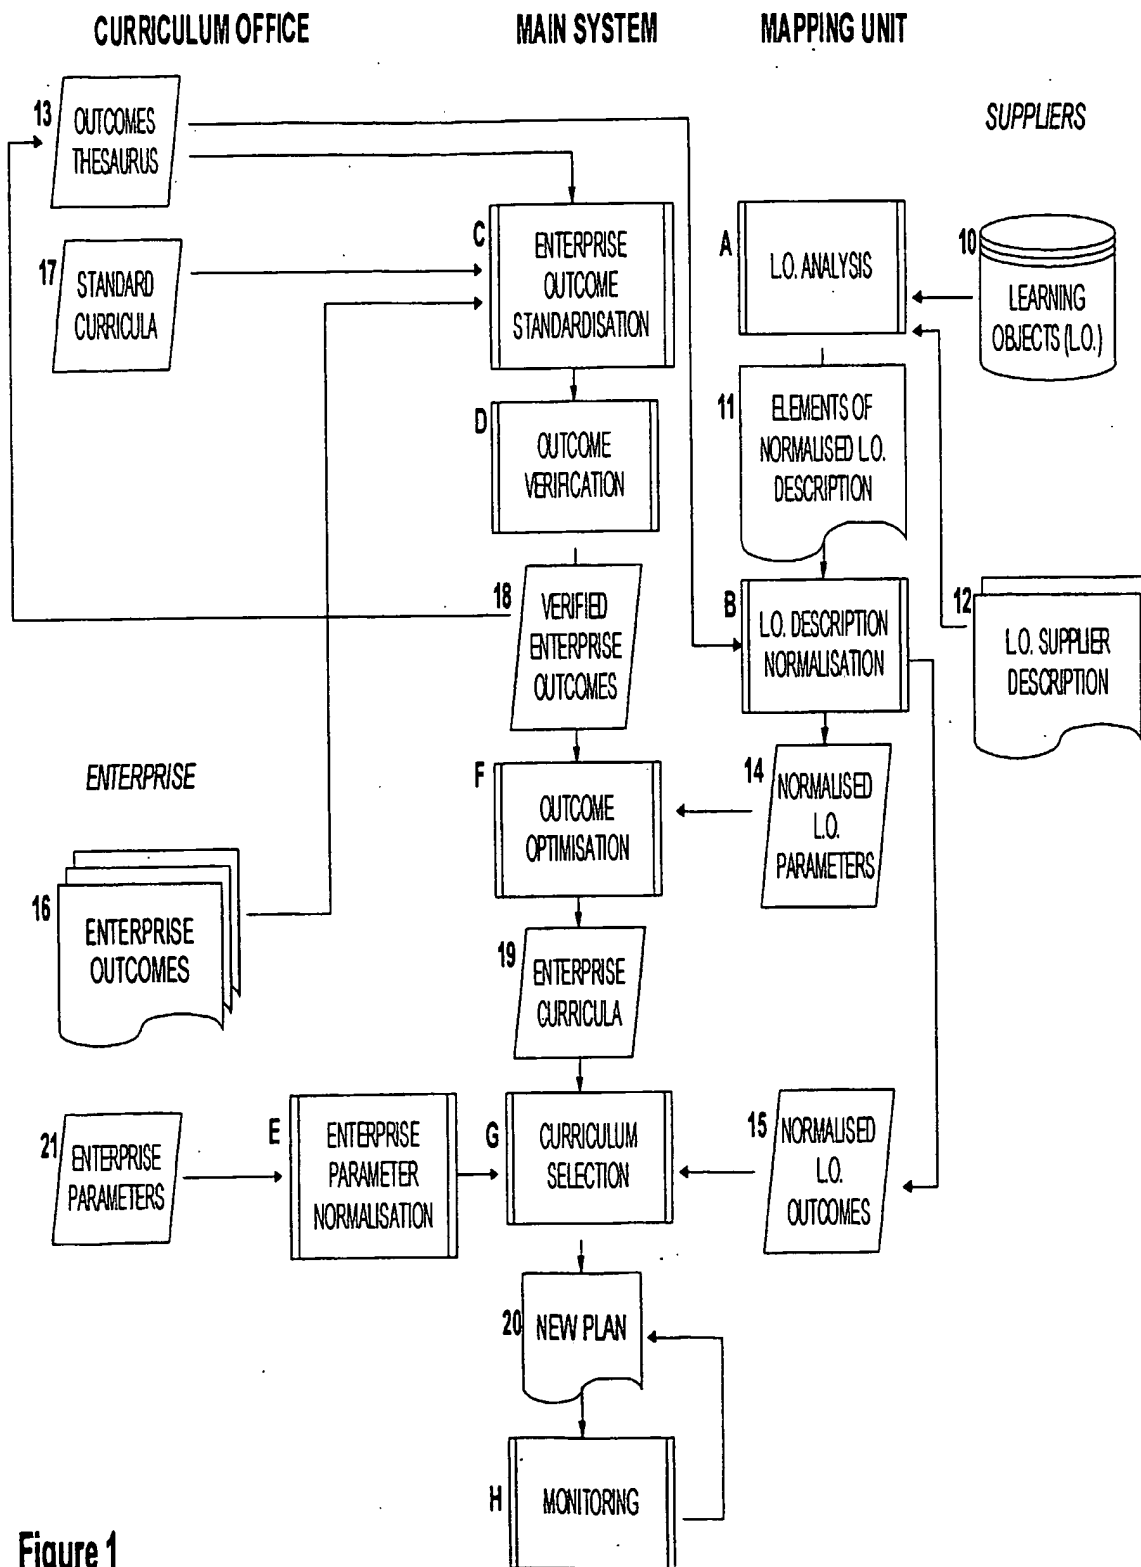 CURRICULUM OFFICE
MAIN SYSTEM
MAPPING UNIT
SUPPLIERS
13
OUTCOMES
THESAURUS
17
STANDARD
CURRICULA
C
ENTERPRISE
OUTCOME
STANDARDISATION
A
L.O. ANALYSIS
10
LEARNING
OBJECTS (L.O.)
D
OUTCOME
VERIFICATION
11
ELEMENTS OF
NORMALISED L.O.
DESCRIPTION
18
VERIFIED
ENTERPRISE
OUTCOMES
B
L.O. DESCRIPTION
NORMALISATION
12
L.O. SUPPLIER
DESCRIPTION
ENTERPRISE
16
ENTERPRISE
OUTCOMES
F
OUTCOME
OPTIMISATION
14
NORMALISED
L.O.
PARAMETERS
19
ENTERPRISE
CURRICULA
21
ENTERPRISE
PARAMETERS
E
ENTERPRISE
PARAMETER
NORMALISATION
G
CURRICULUM
SELECTION
15
NORMALISED
L.O.
OUTCOMES
20
NEW PLAN
H
MONITORING
Figure 1